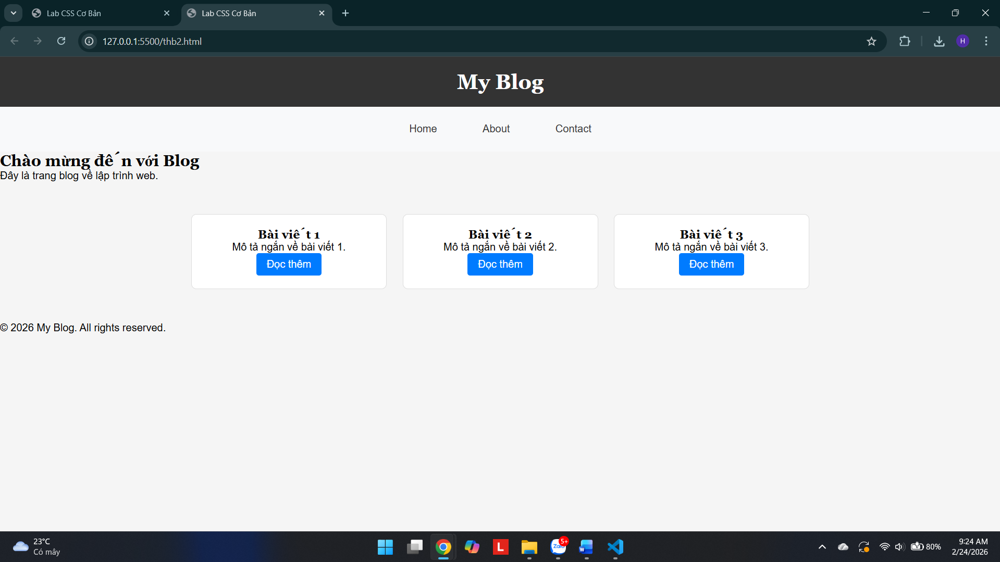 Lab CSS Cơ Bản
Lab CSS Cơ Bản
127.0.0.1:5500/thb2.html
H
My Blog
Home About Contact
Chào mừng đến với Blog
Đây là trang blog về lập trình web.
Bài viết 1
Mô tả ngắn về bài viết 1.
Đọc thêm
Bài viết 2
Mô tả ngắn về bài viết 2.
Đọc thêm
Bài viết 3
Mô tả ngắn về bài viết 3.
Đọc thêm
© 2026 My Blog. All rights reserved.
23°C
Có mây
L
Zalo
5+
W
80%
9:24 AM
2/24/2026